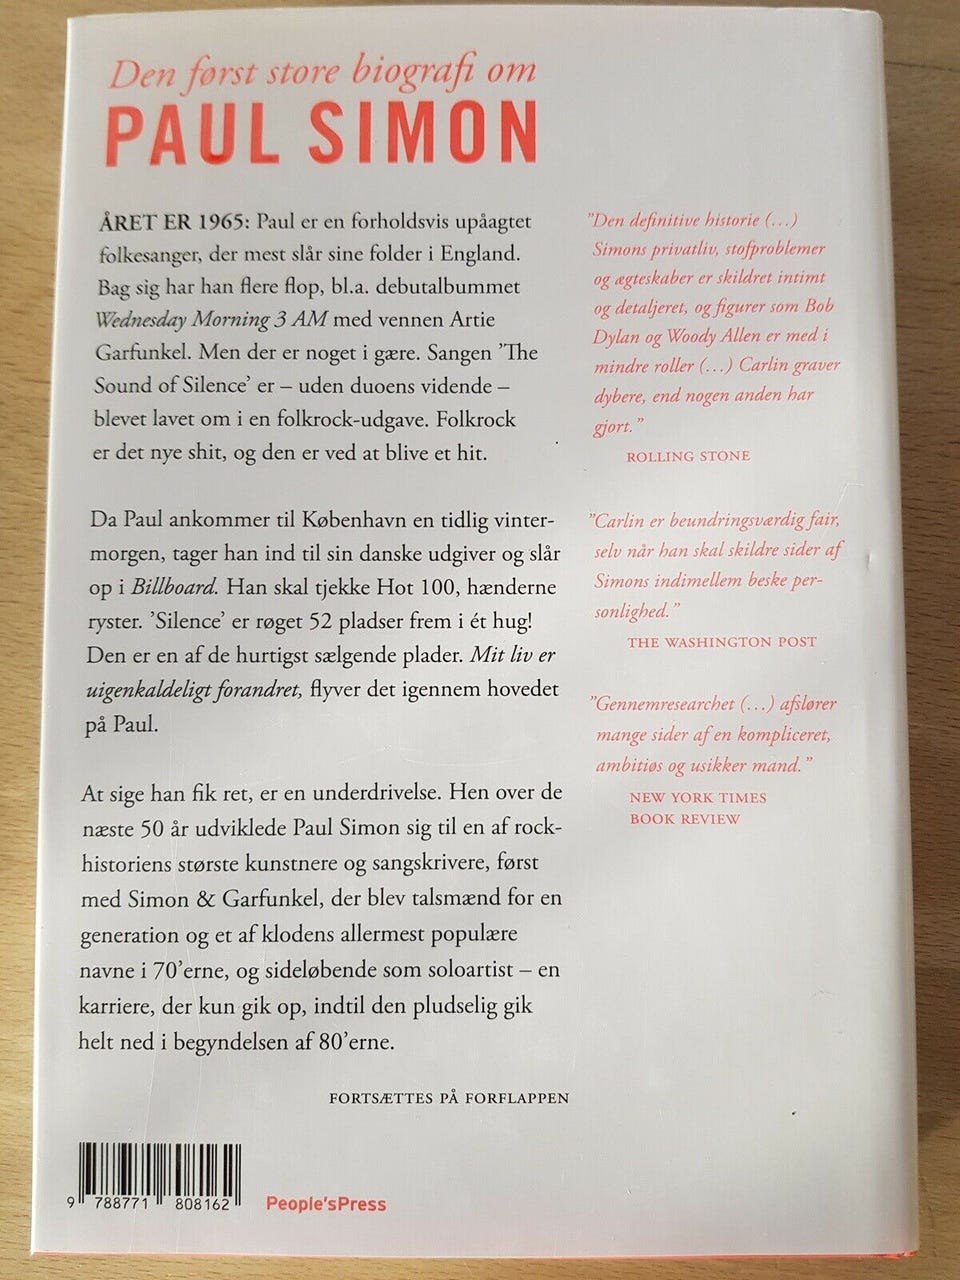 Den først store biografi om
PAUL SIMON
ÅRET ER 1965: Paul er en forholdsvis upåagtet
folkesanger, der mest slår sine folder i England.
Bag sig har han flere flop, bl.a. debutalbummet
Wednesday Morning 3 AM med vennen Artie
Garfunkel. Men der er noget i gære. Sangen ’The
Sound of Silence’ er – uden duoens vidende –
blevet lavet om i en folkrock-udgave. Folkrock
er det nye shit, og den er ved at blive et hit.
Da Paul ankommer til København en tidlig vinter-
morgen, tager han ind til sin danske udgiver og slår
op i Billboard. Han skal tjekke Hot 100, hænderne
ryster. ’Silence’ er røget 52 pladser frem i ét hug!
Den er en af de hurtigst sælgende plader. Mit liv er
uigenkaldeligt forandret, flyver det igennem hovedet
på Paul.
At sige han fik ret, er en underdrivelse. Hen over de
næste 50 år udviklede Paul Simon sig til en af rock-
historiens største kunstnere og sangskrivere, først
med Simon & Garfunkel, der blev talsmænd for en
generation og et af klodens allermest populære
navne i 70’erne, og sideløbende som soloartist – en
karriere, der kun gik op, indtil den pludselig gik
helt ned i begyndelsen af 80’erne.
FORTSÆTTES PÅ FORFLAPPEN
”Den definitive historie (…)
Simons privatliv, stofproblemer
og ægteskaber er skildret intimt
og detaljeret, og figurer som Bob
Dylan og Woody Allen er med i
mindre roller (…) Carlin graver
dybere, end nogen anden har
gjort.”
ROLLING STONE
”Carlin er beundringsværdig fair,
selv når han skal skildre sider af
Simons indimellem beske per-
sonlighed.”
THE WASHINGTON POST
”Gennemresearchet (…) afslører
mange sider af en kompliceret,
ambitiøs og usikker mand.”
NEW YORK TIMES
BOOK REVIEW
9 788771 808162
People’sPress